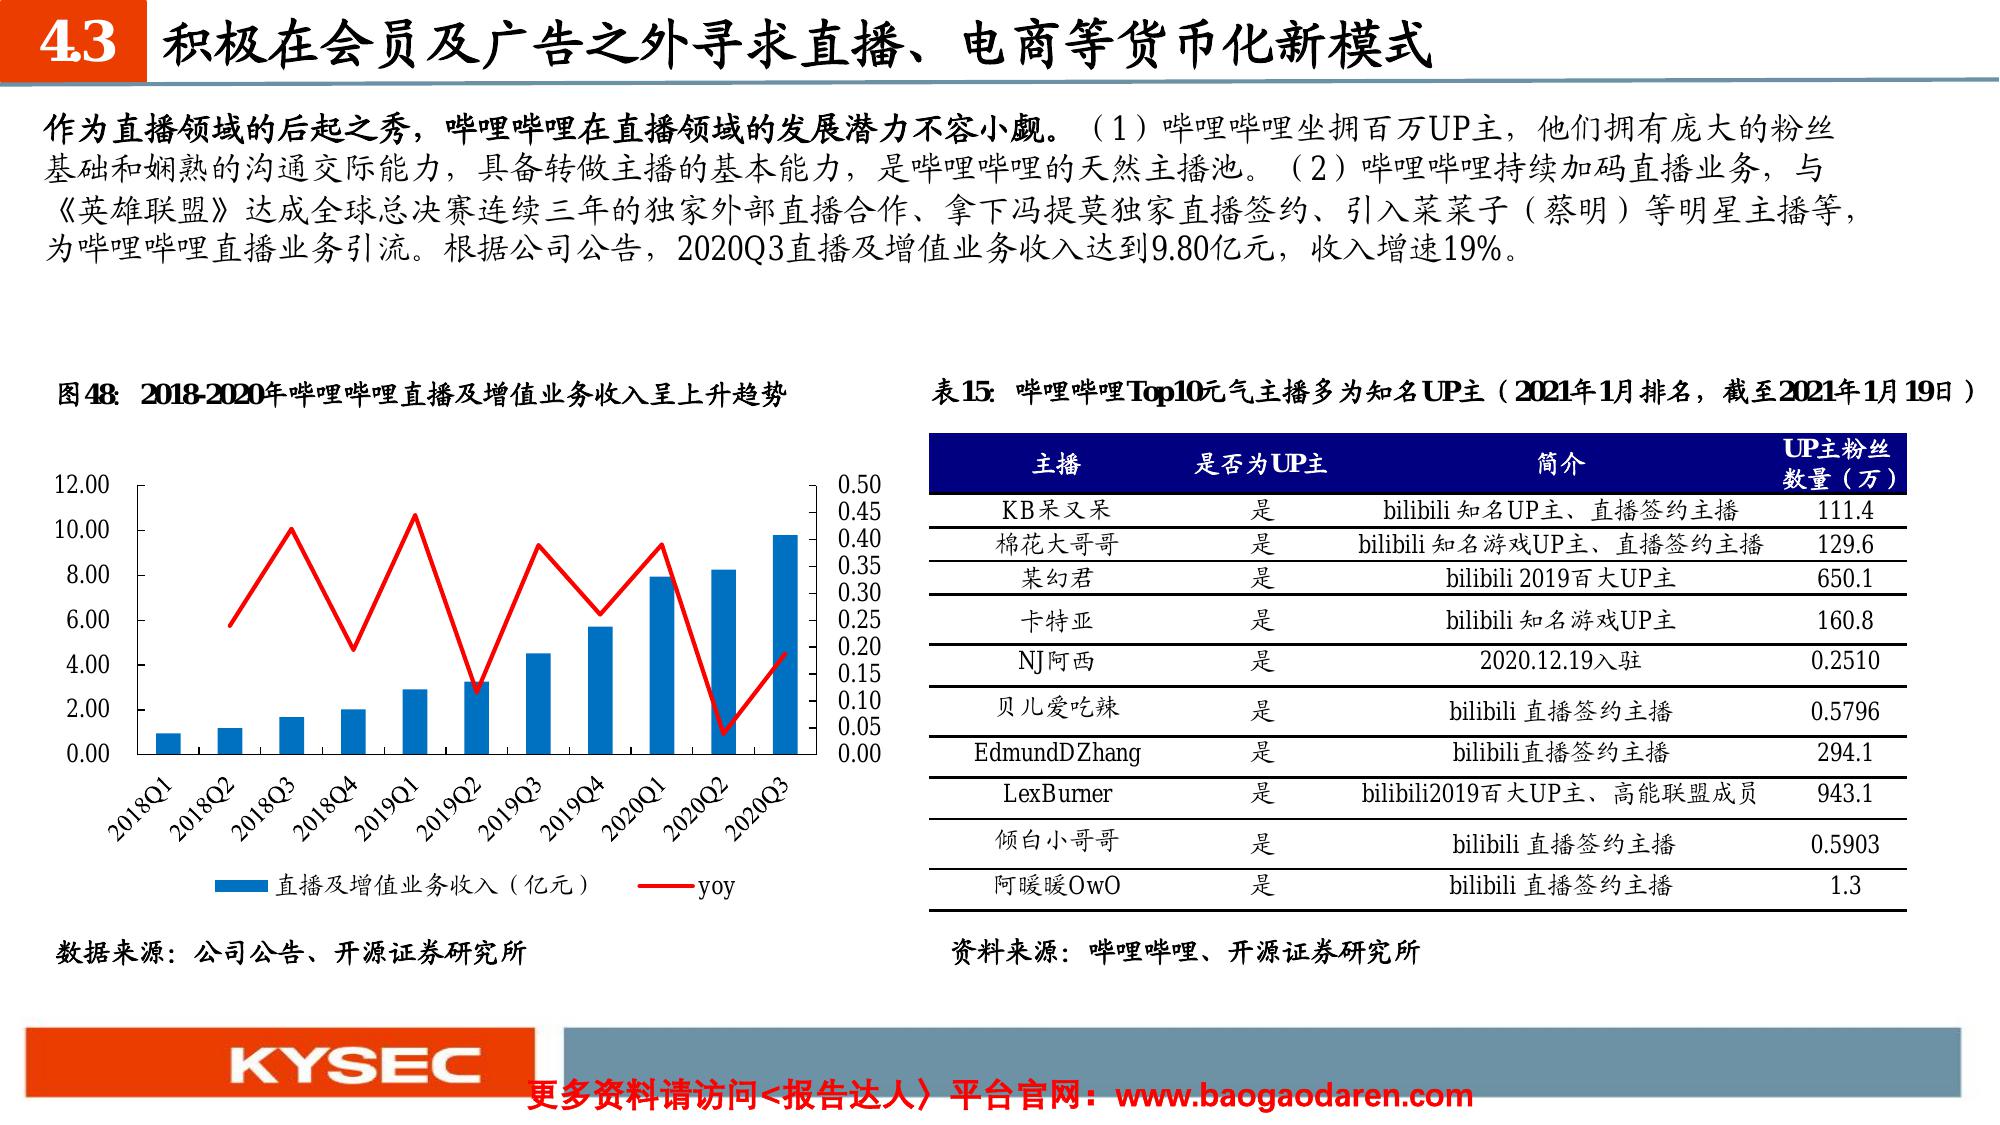 4.3 积极在会员及广告之外寻求直播、电商等货币化新模式
作为直播领域的后起之秀，哔哩哔哩在直播领域的发展潜力不容小觑。（1）哔哩哔哩坐拥百万UP主，他们拥有庞大的粉丝
基础和娴熟的沟通交际能力，具备转做主播的基本能力，是哔哩哔哩的天然主播池。（2）哔哩哔哩持续加码直播业务，与
《英雄联盟》达成全球总决赛连续三年的独家外部直播合作、拿下冯提莫独家直播签约、引入菜菜子（蔡明）等明星主播等，
为哔哩哔哩直播业务引流。根据公司公告，2020Q3直播及增值业务收入达到9.80亿元，收入增速19%。
图48：2018-2020年哔哩哔哩直播及增值业务收入呈上升趋势
12.00
10.00
8.00
6.00
4.00
2.00
0.00
0.50
0.45
0.40
0.35
0.30
0.25
0.20
0.15
0.10
0.05
0.00
2018Q1 2018Q2 2018Q3 2018Q4 2019Q1 2019Q2 2019Q3 2019Q4 2020Q1 2020Q2 2020Q3
直播及增值业务收入（亿元） yoy
数据来源：公司公告、开源证券研究所
表15：哔哩哔哩Top10元气主播多为知名UP主（2021年1月排名，截至2021年1月19日）
主播 是否为UP主 简介 UP主粉丝
数量（万）
KB呆又呆 是 bilibili 知名UP主、直播签约主播 111.4
棉花大哥哥 是 bilibili 知名游戏UP主、直播签约主播 129.6
某幻君 是 bilibili 2019百大UP主 650.1
卡特亚 是 bilibili 知名游戏UP主 160.8
NJ阿西 是 2020.12.19入驻 0.2510
贝儿爱吃辣 是 bilibili 直播签约主播 0.5796
EdmundDZhang 是 bilibili直播签约主播 294.1
LexBurner 是 bilibili2019百大UP主、高能联盟成员 943.1
倾白小哥哥 是 bilibili 直播签约主播 0.5903
阿暖暖OwO 是 bilibili 直播签约主播 1.3
资料来源：哔哩哔哩、开源证券研究所
KYSEC
更多资料请访问<报告达人〉平台官网：www.baogaodaren.com